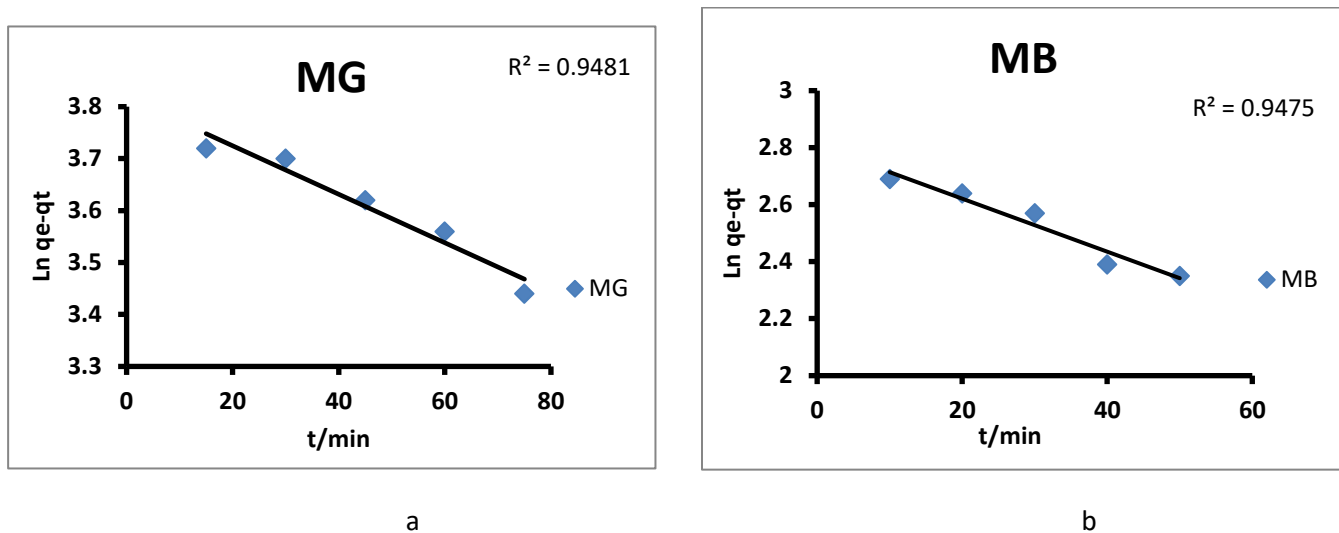 MG
R² = 0.9481
3.8
3.7
3.6
3.5
3.4
3.3
Ln qe-qt
0 20 40 60 80
t/min
MG
a
MB
R² = 0.9475
3
2.8
2.6
2.4
2.2
2
Ln qe-qt
0 20 40 60
t/min
MB
b